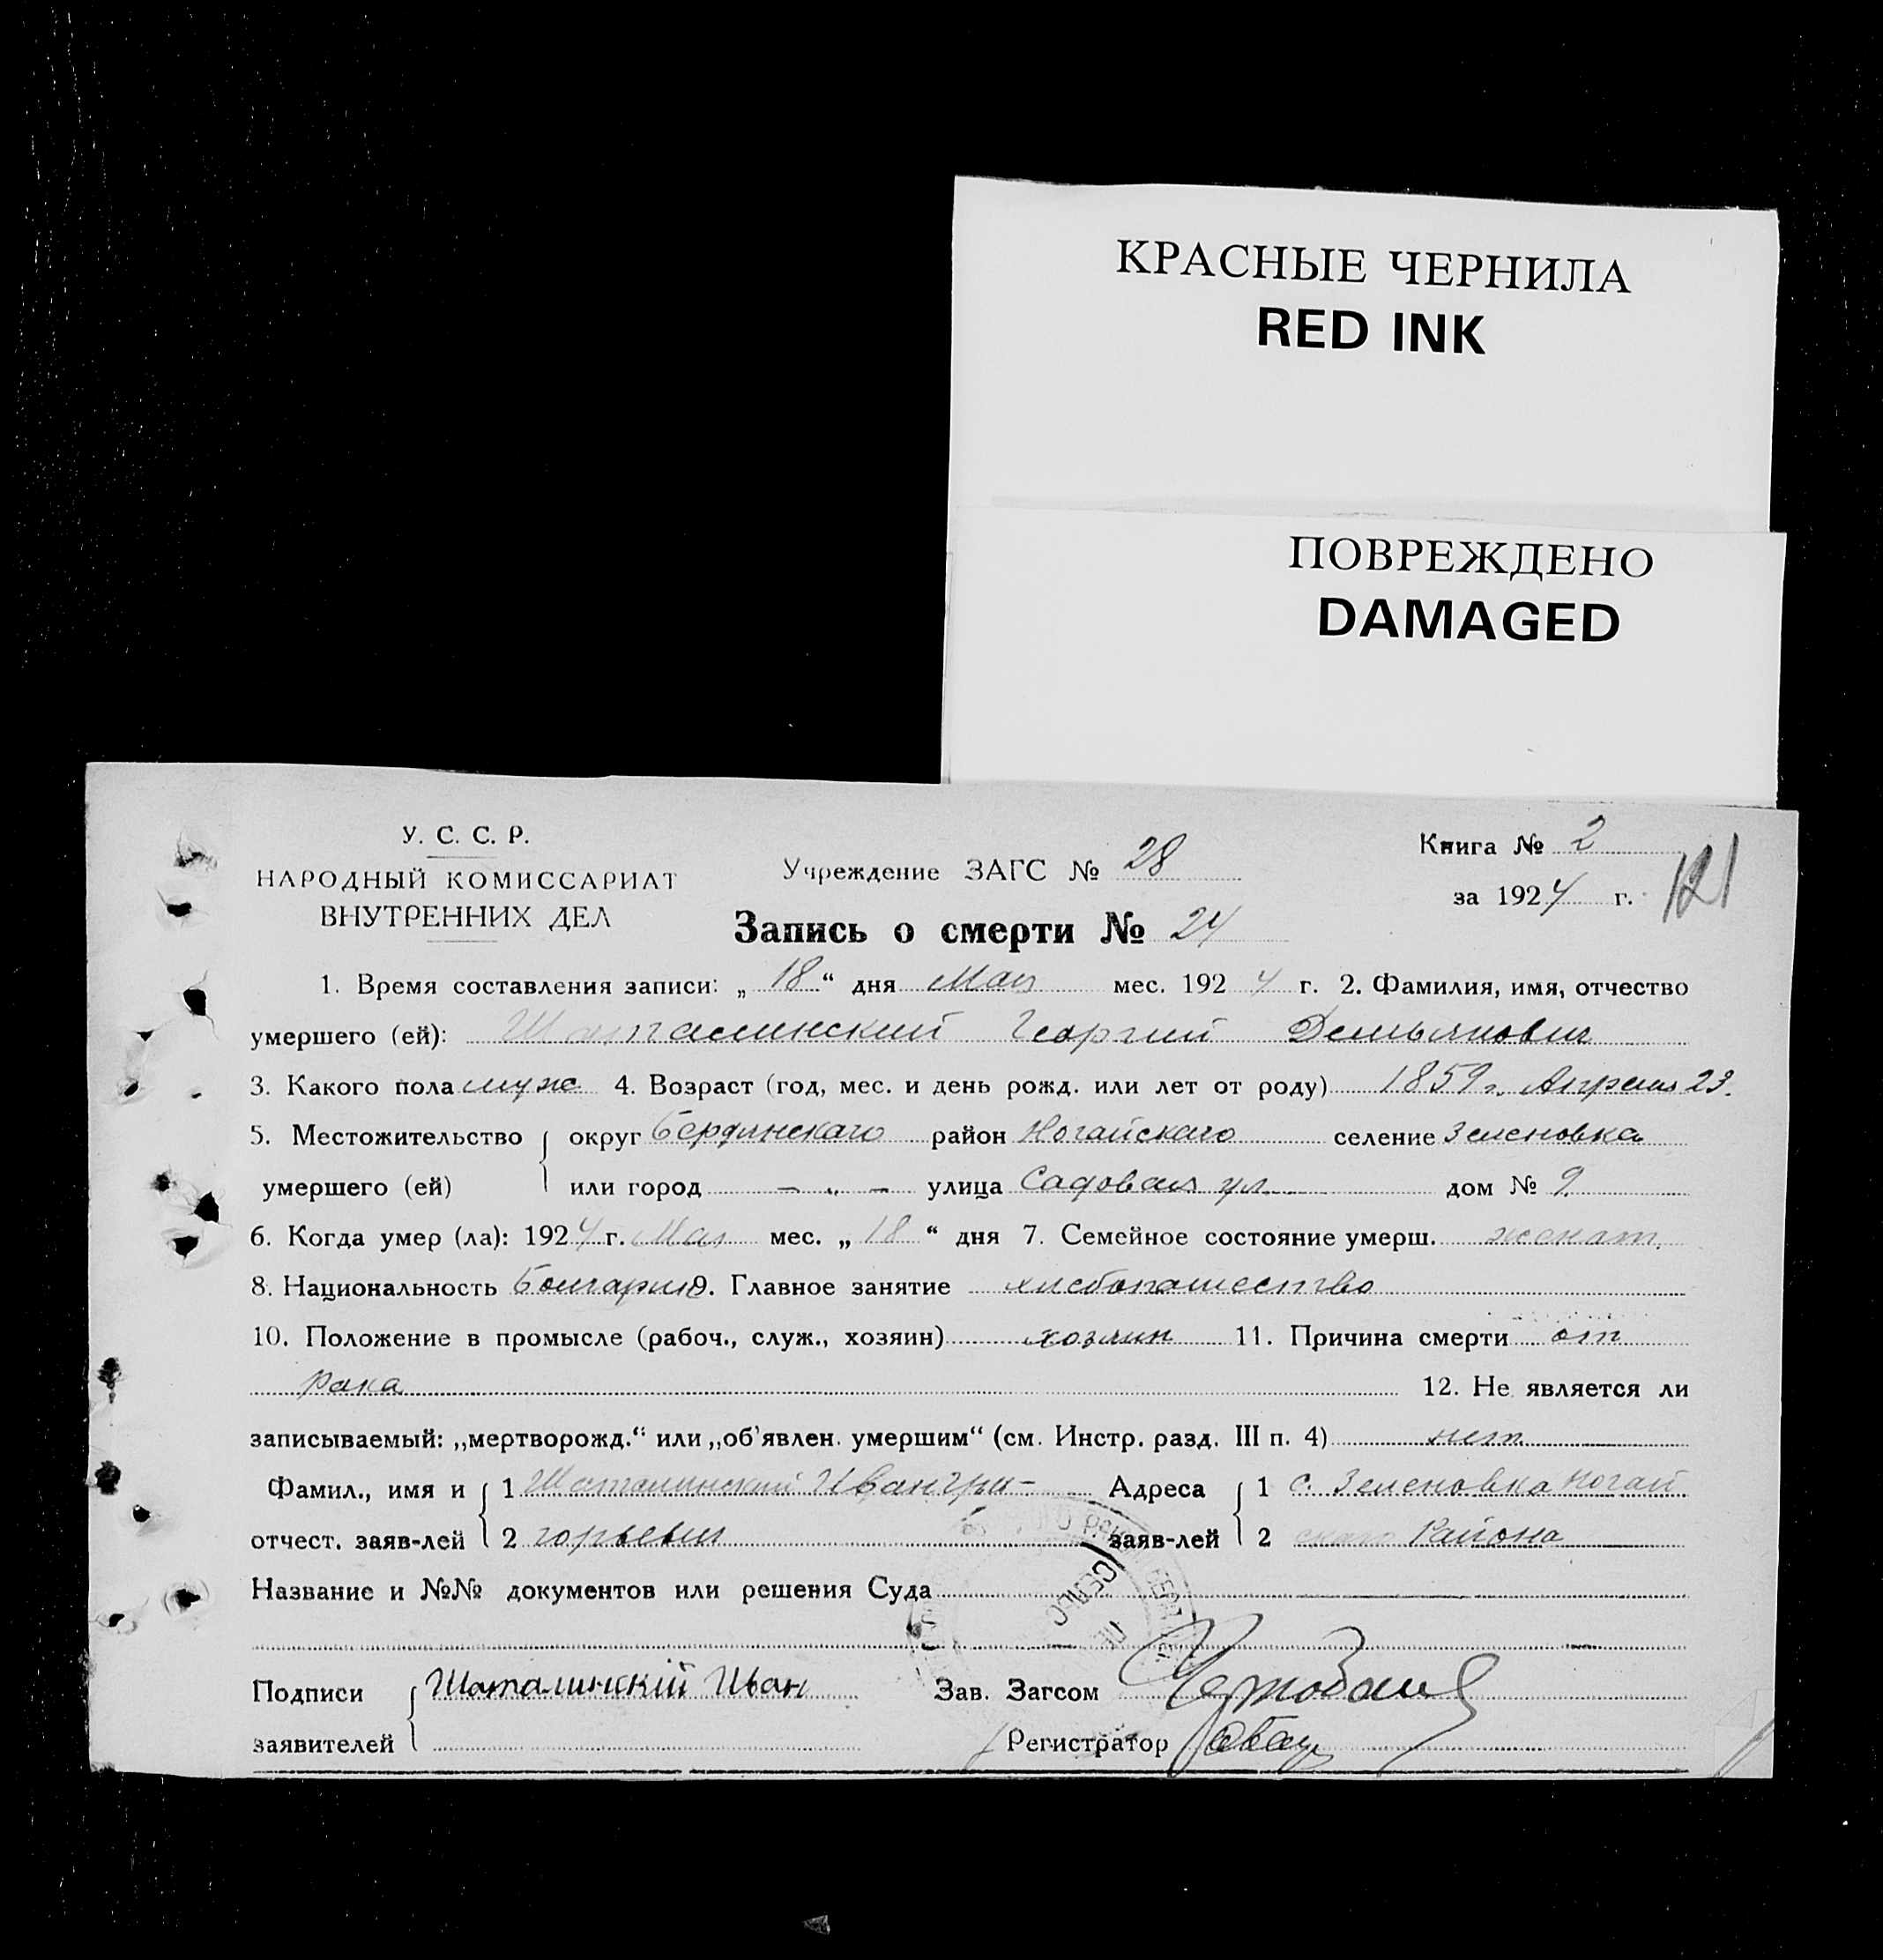 КРАСНЫЕ ЧЕРНИЛА
RED INK
ПОВРЕЖДЕНО
DAMAGED
У. С. С. Р.
НАРОДНЫЙ КОМИССАРИАТ
ВНУТРЕННИХ ДЕЛ
Учреждение ЗАГС № 28
Книга № 2
за 1924 г.
121
Запись о смерти № 24
1. Время составления записи: „ 18 “ дня Мая мес. 192 4 г. 2. Фамилия, имя, отчество
умершего (ей): Шаталинский Георгий Демьянович
3. Какого пола муж 4. Возраст (год, мес. и день рожд. или лет от роду) 1859 г. Апреля 23.
5. Местожительство округ Бердянскаго район Ногайскаго селение Зеленовка
умершего (ей) или город — „ — улица Садовая ул. дом № 9.
6. Когда умер (ла): 1924 г. Мая мес. „ 18 “ дня 7. Семейное состояние умерш. женат.
8. Национальность Болгарин 9. Главное занятие хлебопашество
10. Положение в промысле (рабоч., служ., хозяин) хозяин 11. Причина смерти от
рака 12. Не является ли
записываемый: „мертворожд.“ или „об'явлен. умершим“ (см. Инстр. разд. III п. 4) нет
Фамил., имя и 1 Шаталинский Иван Гри- Адреса 1 с. Зеленовка Ногай
отчест. заяв-лей 2 горьевич заяв-лей 2 скаго Района
Название и №№ документов или решения Суда
Подписи Шаталинскій Иван Зав. Загсом
заявителей Регистратор